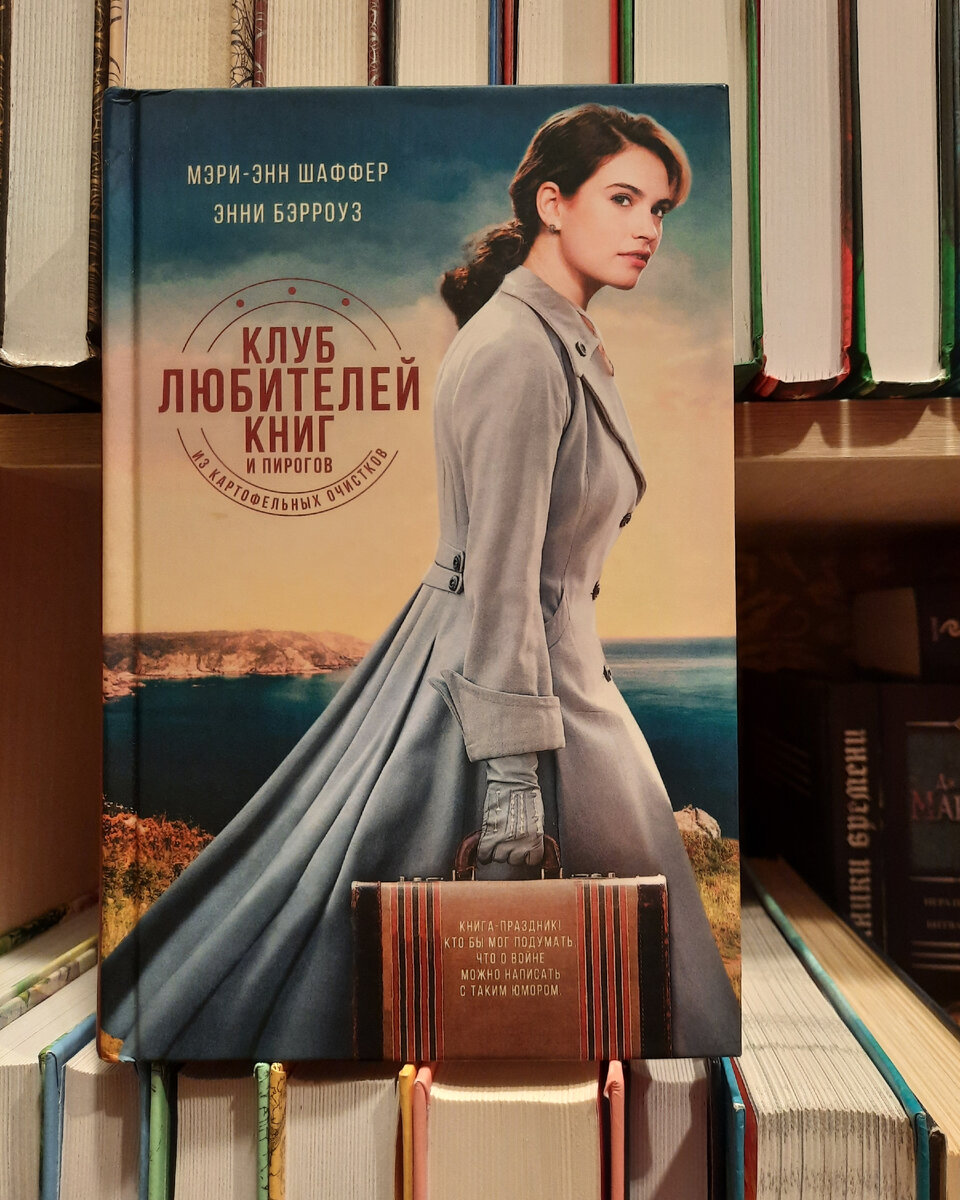 МЭРИ-ЭНН ШАФФЕР
ЭННИ БЭРРОУЗ
КЛУБ
ЛЮБИТЕЛЕЙ
КНИГ
И ПИРОГОВ
ИЗ КАРТОФЕЛЬНЫХ ОЧИСТКОВ
КНИГА-ПРАЗДНИК!
КТО БЫ МОГ ПОДУМАТЬ,
ЧТО О ВОЙНЕ
МОЖНО НАПИСАТЬ
С ТАКИМ ЮМОРОМ.
времени